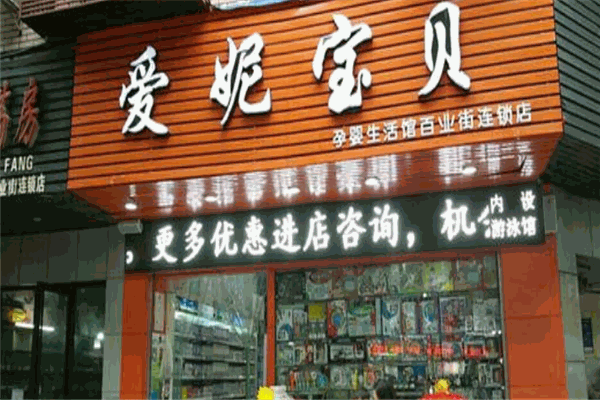 爱妮宝贝
孕婴生活馆百业街连锁店
房
FANG
业街连锁店
更多优惠进店咨询，机
内设
游泳馆